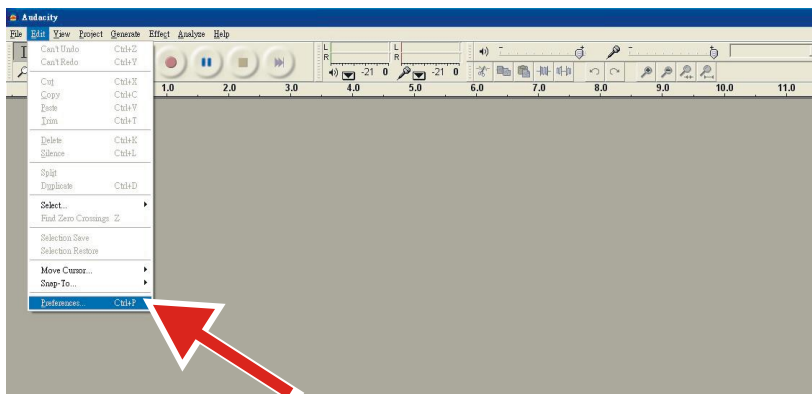 Audacity
File Edit View Project Generate Effect Analyze Help
Can't Undo Ctrl+Z
Can't Redo Ctrl+Y
Cut Ctrl+X
Copy Ctrl+C
Paste Ctrl+V
Trim Ctrl+T
Delete Ctrl+K
Silence Ctrl+L
Split
Duplicate Ctrl+D
Select...
Find Zero Crossings Z
Selection Save
Selection Restore
Move Cursor...
Snap-To...
Preferences... Ctrl+P
L
R
-21 0
L
R
-21 0
1.0 2.0 3.0 4.0 5.0 6.0 7.0 8.0 9.0 10.0 11.0